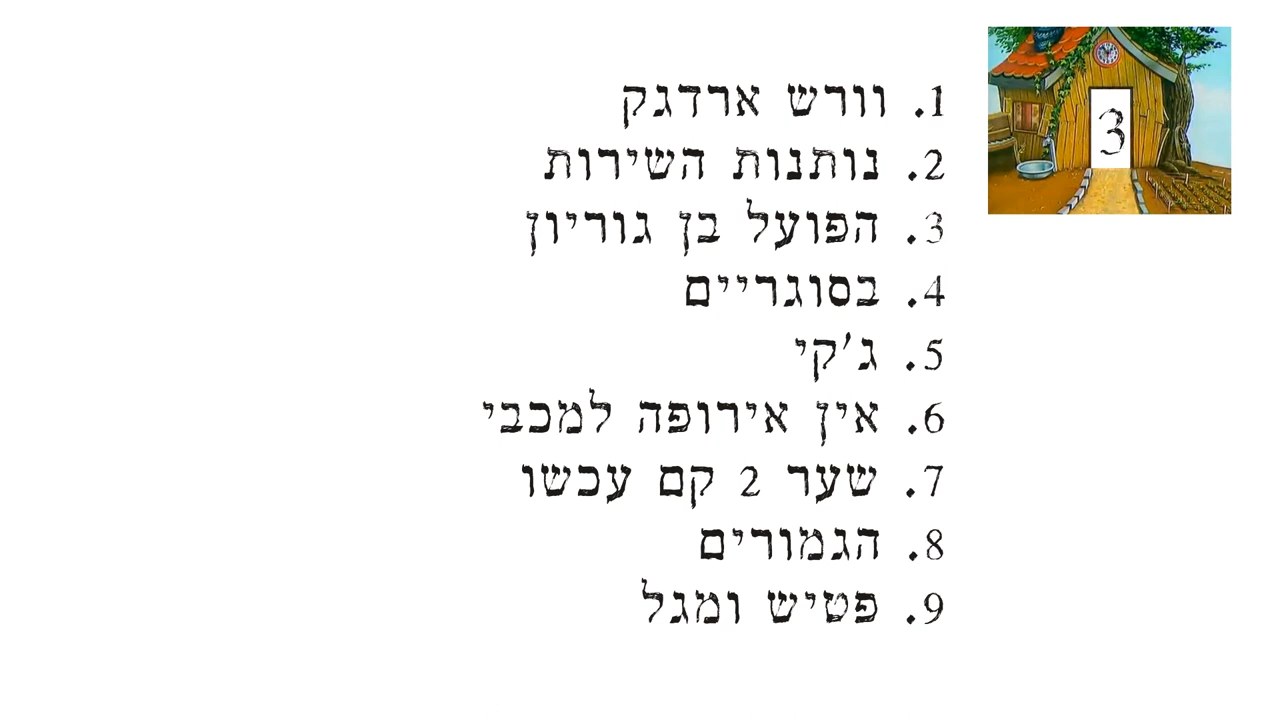 1. וורש ארדגק
2. נותנות השירות
3. הפועל בן גוריון
4. בסוגריים
5. ג'קי
6. אין אירופה למכבי
7. שער 2 קם עכשו
8. הגמורים
9. פטיש ומגל
3